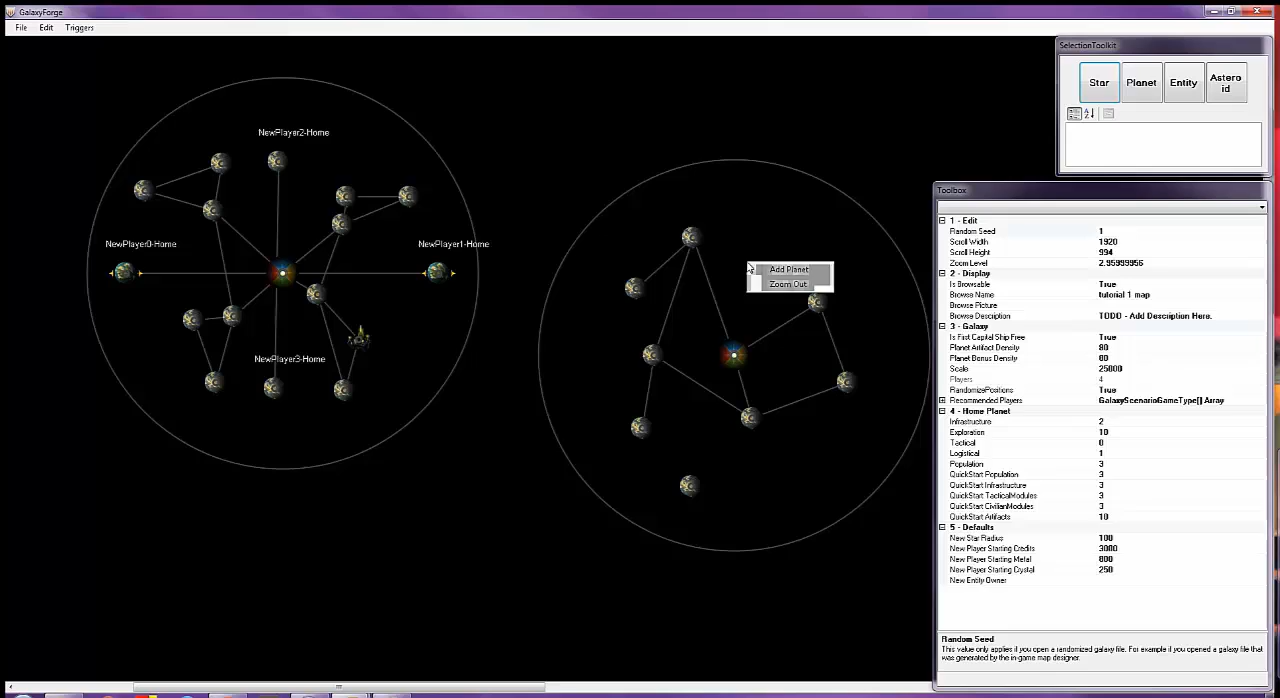 GalaxyForge
File Edit Triggers
SelectionToolkit
Star Planet Entity Astero
id
NewPlayer2-Home
NewPlayer0-Home
NewPlayer1-Home
NewPlayer3-Home
Add Planet
Zoom Out
Toolbox
1 - Edit
Random Seed 1
Scroll Width 1920
Scroll Height 994
Zoom Level 2.95999956
2 - Display
Is Browsable True
Browse Name tutorial 1 map
Browse Picture
Browse Description TODO - Add Description Here.
3 - Galaxy
Is First Capital Ship Free True
Planet Artifact Density 80
Planet Bonus Density 80
Scale 25000
Players 4
RandomizePositions True
Recommended Players GalaxyScenarioGameType[] Array
4 - Home Planet
Infrastructure 2
Exploration 10
Tactical 0
Logistical 1
Population 3
QuickStart Population 3
QuickStart Infrastructure 3
QuickStart TacticalModules 3
QuickStart CivilianModules 3
QuickStart Artifacts 10
5 - Defaults
New Star Radius 100
New Player Starting Credits 3000
New Player Starting Metal 800
New Player Starting Crystal 250
New Entity Owner
Random Seed
This value only applies if you open a randomized galaxy file. For example if you opened a galaxy file that
was generated by the in-game map designer.